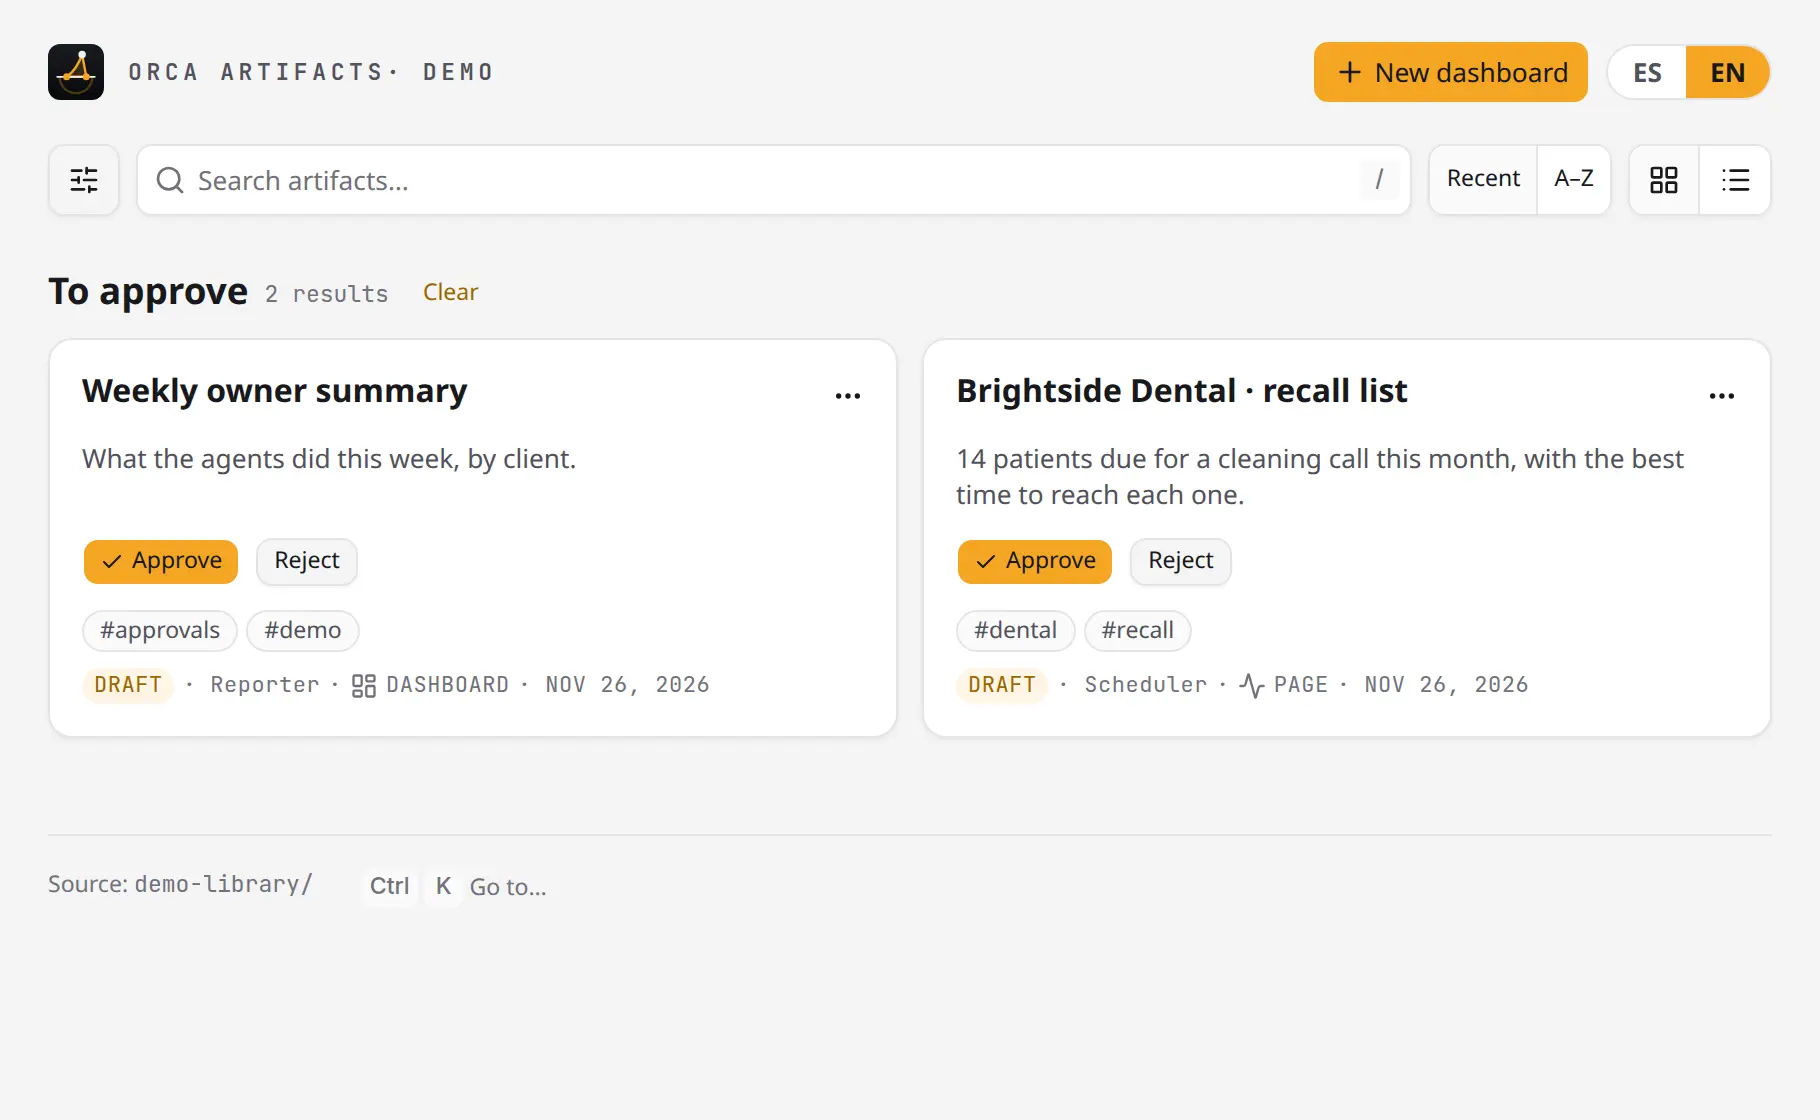 ORCA ARTIFACTS· DEMO
+ New dashboard
ES EN
Search artifacts... /
Recent A–Z
To approve 2 results Clear
Weekly owner summary ...
What the agents did this week, by client.
✓ Approve Reject
#approvals #demo
DRAFT · Reporter · DASHBOARD · NOV 26, 2026
Brightside Dental · recall list ...
14 patients due for a cleaning call this month, with the best
time to reach each one.
✓ Approve Reject
#dental #recall
DRAFT · Scheduler · PAGE · NOV 26, 2026
Source: demo-library/ Ctrl K Go to...